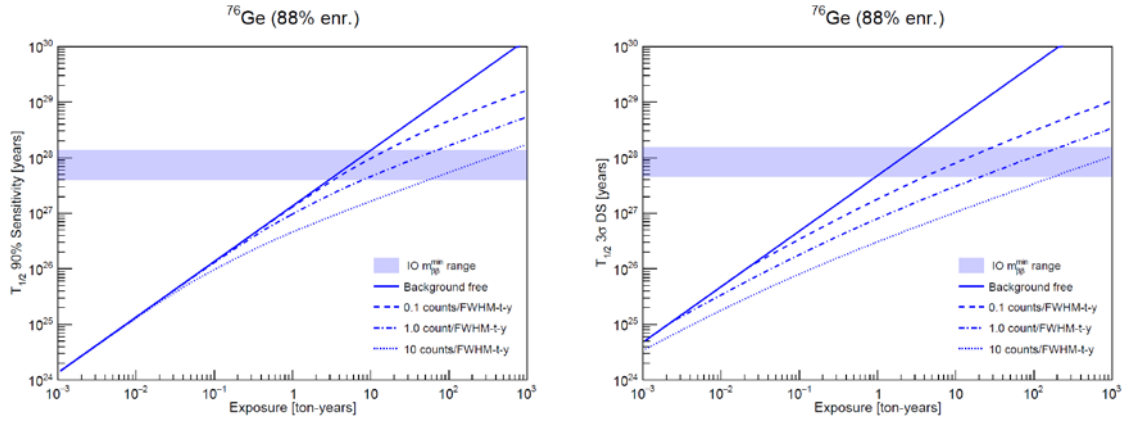 ⁷⁶Ge (88% enr.)
T₁/₂ 90% Sensitivity [years]
10³⁰
10²⁹
10²⁸
10²⁷
10²⁶
10²⁵
10²⁴
IO mββᵐⁱⁿ range
Background free
0.1 counts/FWHM-t-y
1.0 count/FWHM-t-y
10 counts/FWHM-t-y
10⁻³ 10⁻² 10⁻¹ 1 10 10² 10³
Exposure [ton-years]
⁷⁶Ge (88% enr.)
T₁/₂ 3σ DS [years]
10³⁰
10²⁹
10²⁸
10²⁷
10²⁶
10²⁵
10²⁴
IO mββᵐⁱⁿ range
Background free
0.1 counts/FWHM-t-y
1.0 count/FWHM-t-y
10 counts/FWHM-t-y
10⁻³ 10⁻² 10⁻¹ 1 10 10² 10³
Exposure [ton-years]